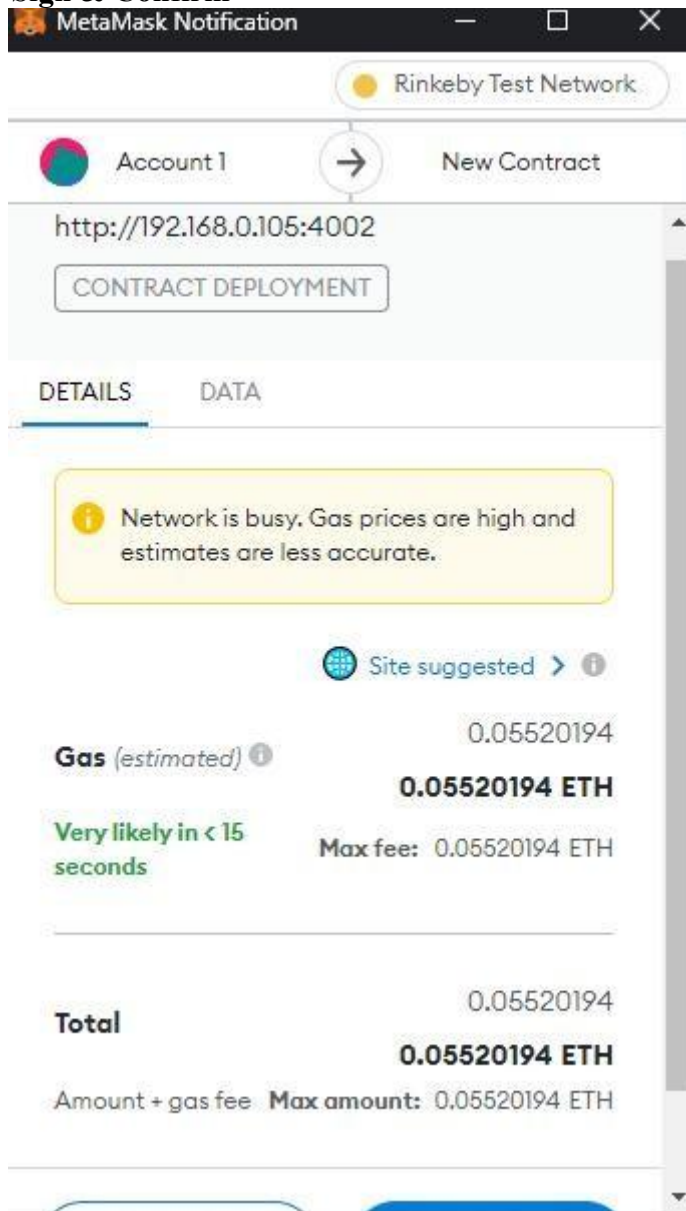 MetaMask Notification
Rinkeby Test Network
Account 1
New Contract
http://192.168.0.105:4002
CONTRACT DEPLOYMENT
DETAILS DATA
Network is busy. Gas prices are high and
estimates are less accurate.
Site suggested >
0.05520194
Gas (estimated)
0.05520194 ETH
Very likely in < 15
seconds
Max fee: 0.05520194 ETH
0.05520194
Total
0.05520194 ETH
Amount + gas fee Max amount: 0.05520194 ETH